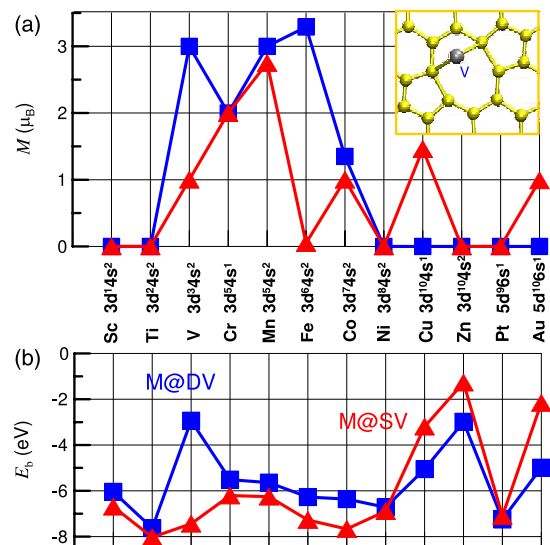 (a)
3
2
1
0
M (μB)
V
Sc 3d¹4s²
Ti 3d²4s²
V 3d³4s²
Cr 3d⁵4s¹
Mn 3d⁵4s²
Fe 3d⁶4s²
Co 3d⁷4s²
Ni 3d⁸4s²
Cu 3d¹⁰4s¹
Zn 3d¹⁰4s²
Pt 5d⁹6s¹
Au 5d¹⁰6s¹
(b)
0
-2
-4
-6
-8
Eb (eV)
M@DV
M@SV